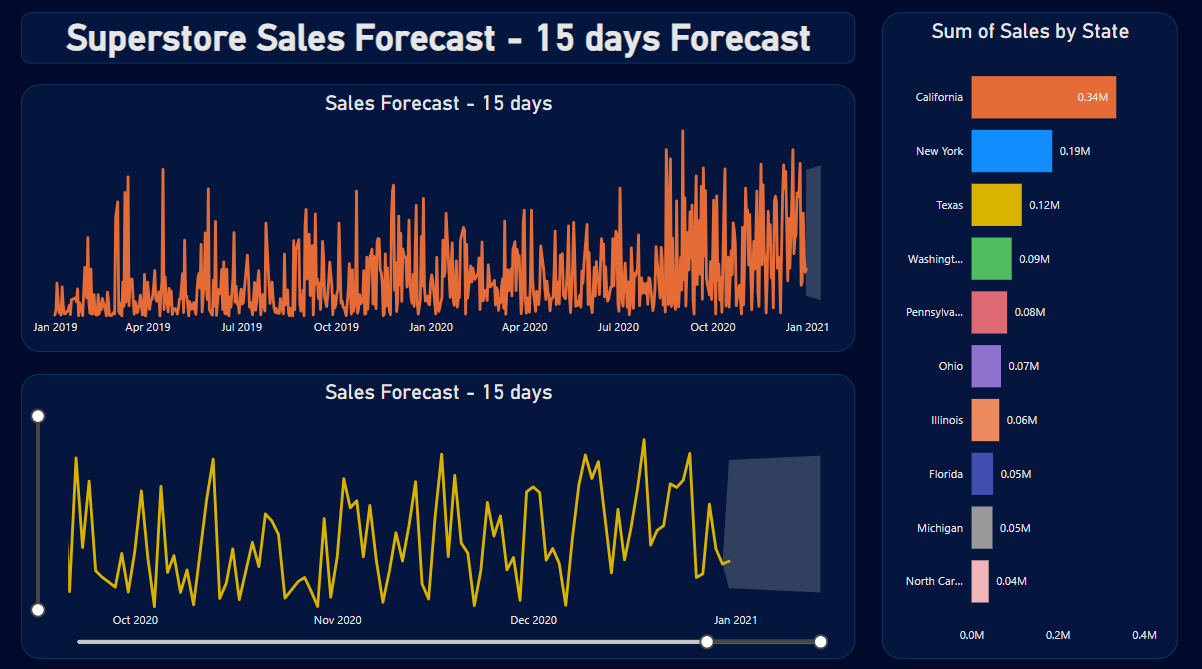 Superstore Sales Forecast - 15 days Forecast
Sales Forecast - 15 days
Jan 2019 Apr 2019 Jul 2019 Oct 2019 Jan 2020 Apr 2020 Jul 2020 Oct 2020 Jan 2021
Sales Forecast - 15 days
Oct 2020 Nov 2020 Dec 2020 Jan 2021
Sum of Sales by State
California 0.34M
New York 0.19M
Texas 0.12M
Washingt... 0.09M
Pennsylva... 0.08M
Ohio 0.07M
Illinois 0.06M
Florida 0.05M
Michigan 0.05M
North Car... 0.04M
0.0M 0.2M 0.4M